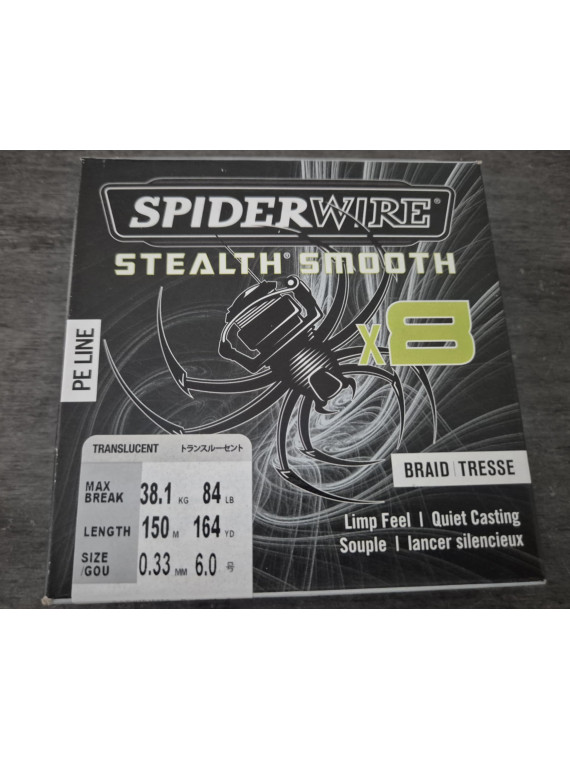 SPIDERWIRE®
STEALTH® SMOOTH
x8
PE LINE
BRAID | TRESSE
Limp Feel | Quiet Casting
Souple | lancer silencieux
TRANSLUCENT トランスルーセント
MAX BREAK 38.1 KG 84 LB
LENGTH 150 M 164 YD
SIZE /GOU 0.33 MM 6.0 号